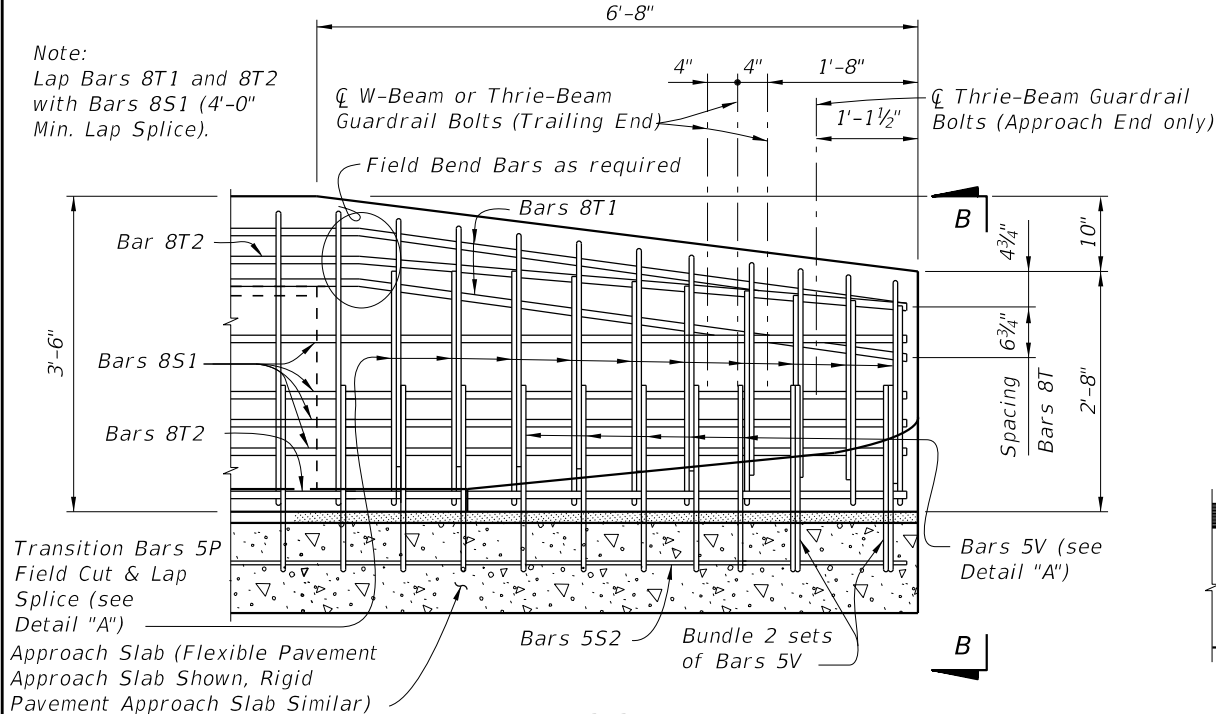 6'-8"
Note:
Lap Bars 8T1 and 8T2
with Bars 8S1 (4'-0"
Min. Lap Splice).
4"
4"
1'-8"
℄ W-Beam or Thrie-Beam
Guardrail Bolts (Trailing End)
℄ Thrie-Beam Guardrail
Bolts (Approach End only)
1'-1½"
Field Bend Bars as required
Bars 8T1
B
Bar 8T2
4¾"
10"
3'-6"
Bars 8S1
6¾"
2'-8"
Spacing
Bars 8T
Bars 8T2
Transition Bars 5P
Field Cut & Lap
Splice (see
Detail "A")
Bars 5V (see
Detail "A")
Bars 5S2
Bundle 2 sets
of Bars 5V
B
Approach Slab (Flexible Pavement
Approach Slab Shown, Rigid
Pavement Approach Slab Similar)